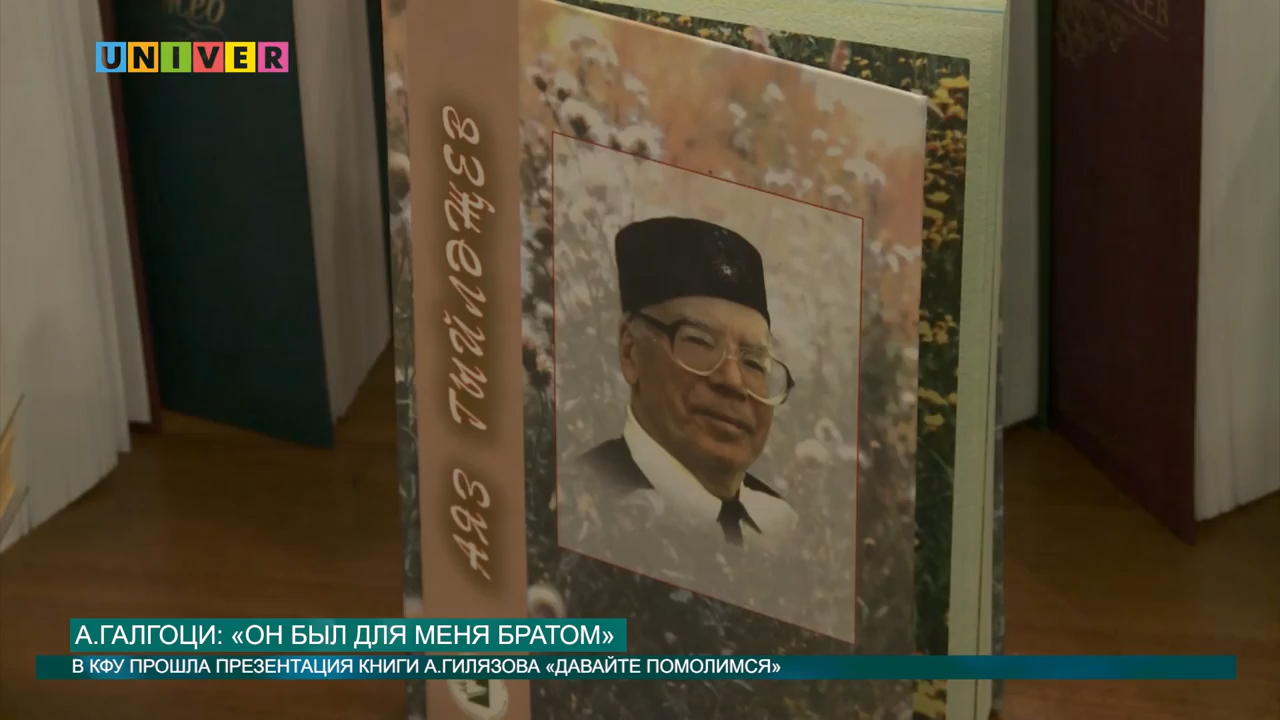 UNIVER
АЯЗ ГЫЙЛӘҖЕВ
А.ГАЛГОЦИ: «ОН БЫЛ ДЛЯ МЕНЯ БРАТОМ»
В КФУ ПРОШЛА ПРЕЗЕНТАЦИЯ КНИГИ А.ГИЛЯЗОВА «ДАВАЙТЕ ПОМОЛИМСЯ»